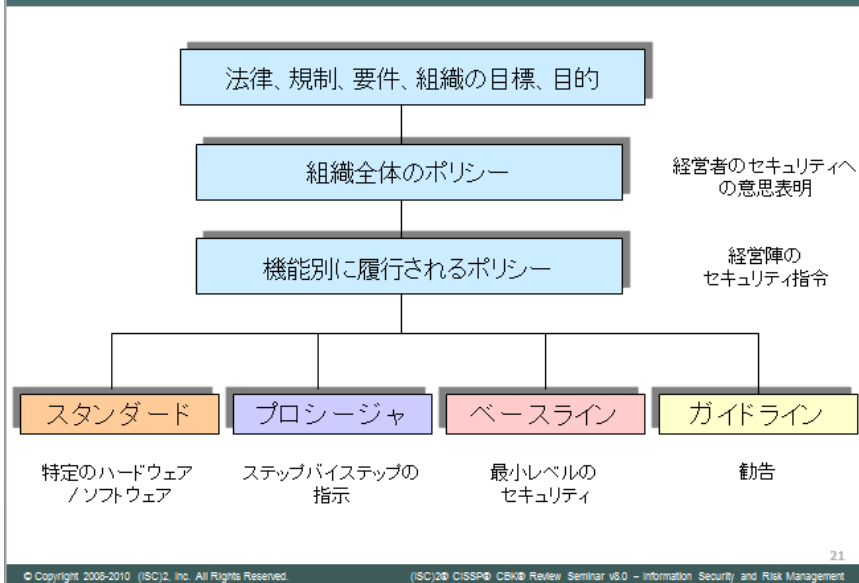 法律、規制、要件、組織の目標、目的
組織全体のポリシー
経営者のセキュリティへ
の意思表明
機能別に履行されるポリシー
経営陣の
セキュリティ指令
スタンダード
プロシージャ
ベースライン
ガイドライン
特定のハードウェア
/ソフトウェア
ステップバイステップの
指示
最小レベルの
セキュリティ
勧告
21
© Copyright 2008-2010 (ISC)2, Inc. All Rights Reserved.
(ISC)2® CISSP® CBK® Review Seminar v8.0 – Information Security and Risk Management